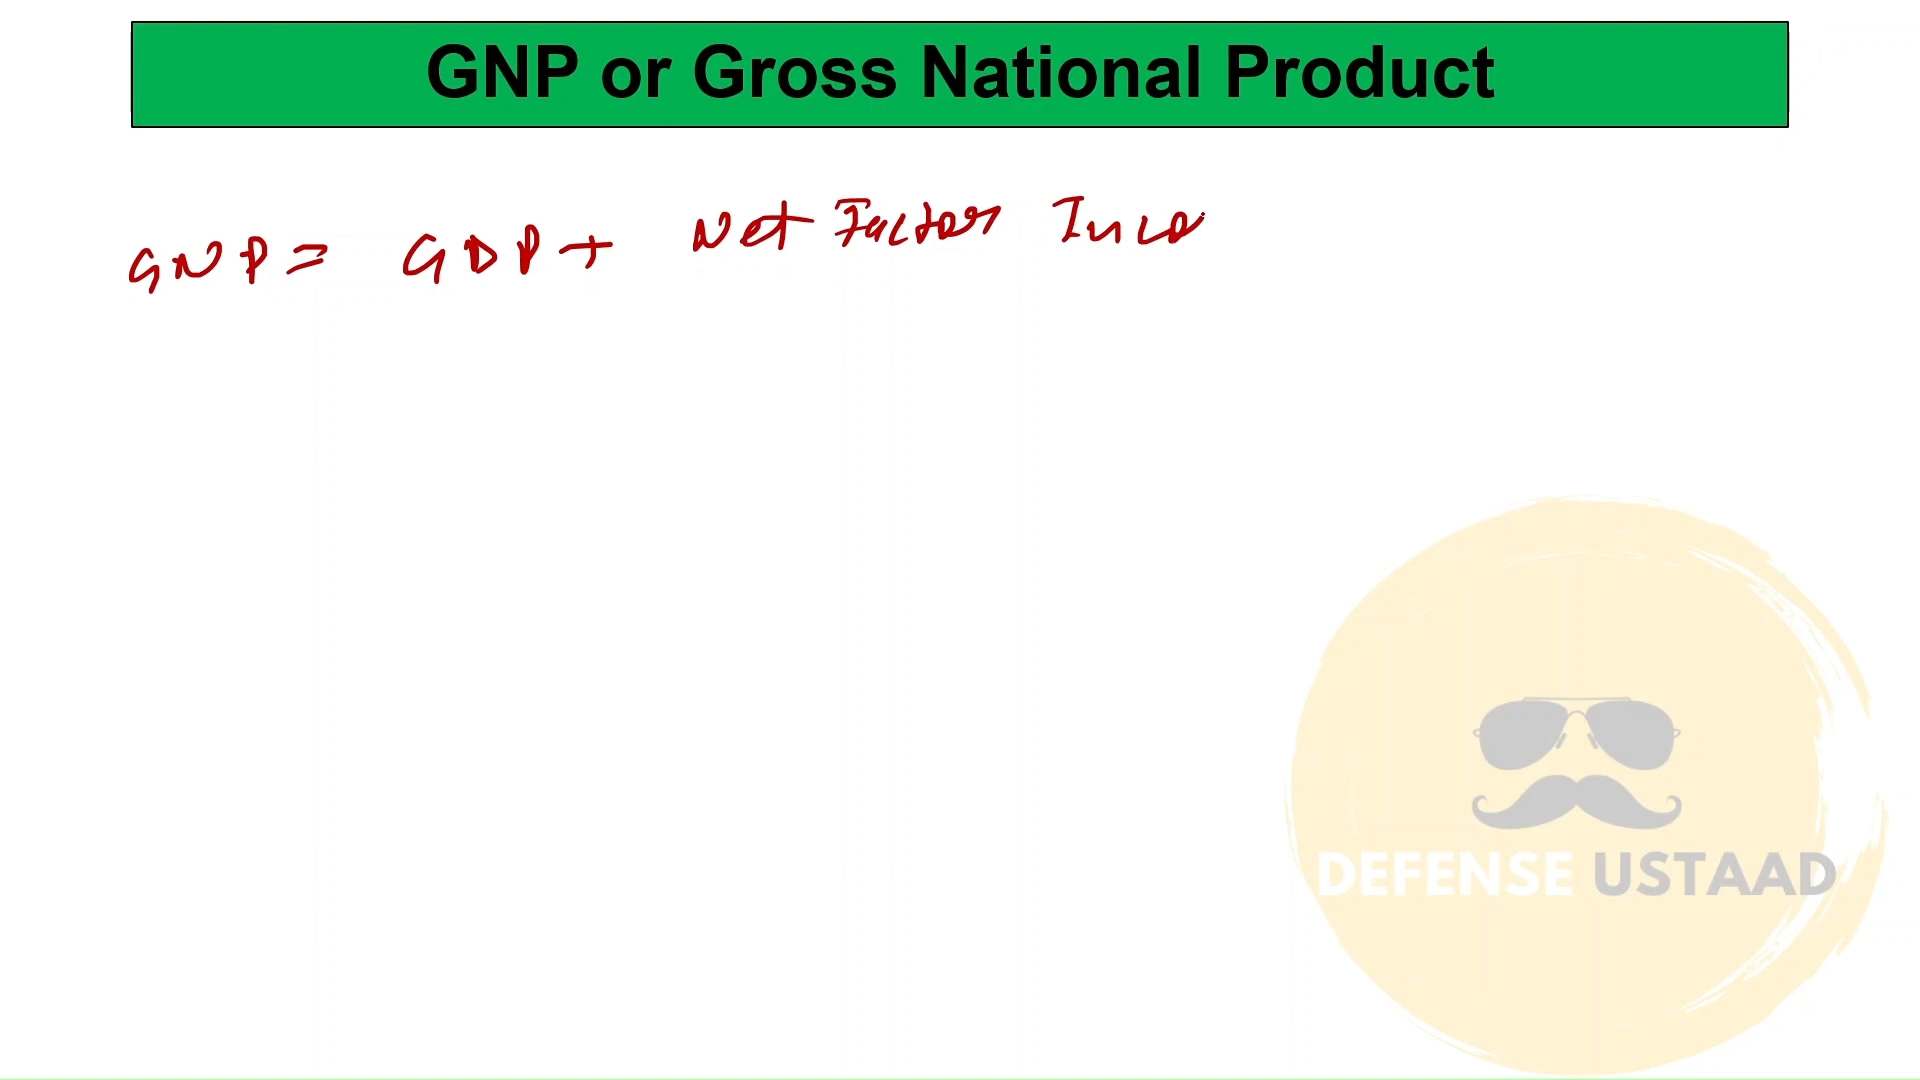 GNP or Gross National Product
GNP = GDP + Net Factor Inco
DEFENSE USTAAD